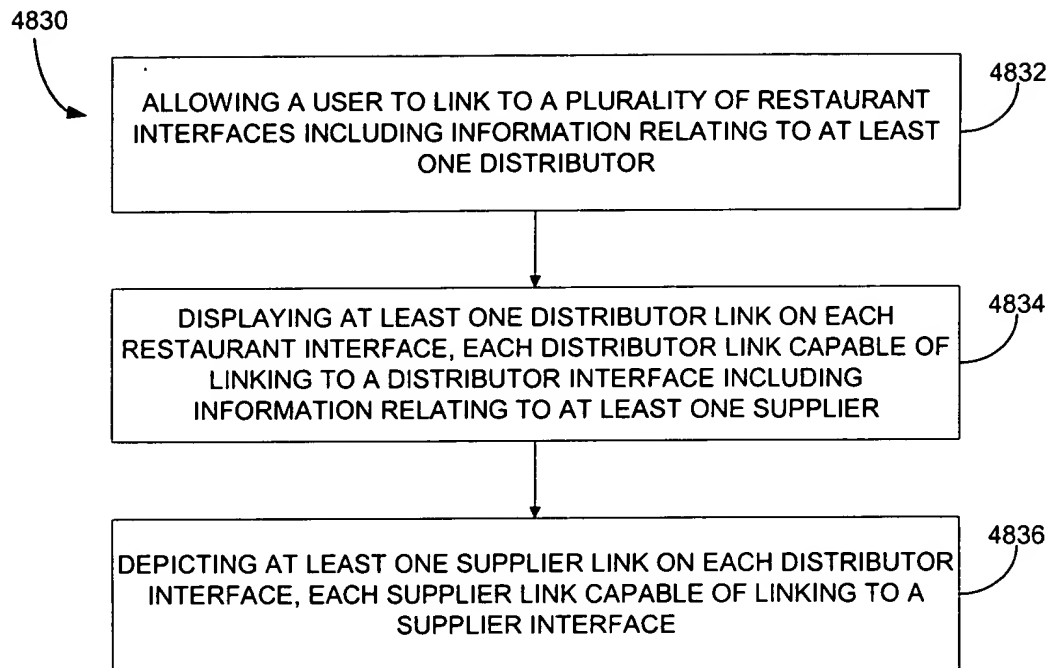 4830
4832
ALLOWING A USER TO LINK TO A PLURALITY OF RESTAURANT
INTERFACES INCLUDING INFORMATION RELATING TO AT LEAST
ONE DISTRIBUTOR
4834
DISPLAYING AT LEAST ONE DISTRIBUTOR LINK ON EACH
RESTAURANT INTERFACE, EACH DISTRIBUTOR LINK CAPABLE OF
LINKING TO A DISTRIBUTOR INTERFACE INCLUDING
INFORMATION RELATING TO AT LEAST ONE SUPPLIER
4836
DEPICTING AT LEAST ONE SUPPLIER LINK ON EACH DISTRIBUTOR
INTERFACE, EACH SUPPLIER LINK CAPABLE OF LINKING TO A
SUPPLIER INTERFACE